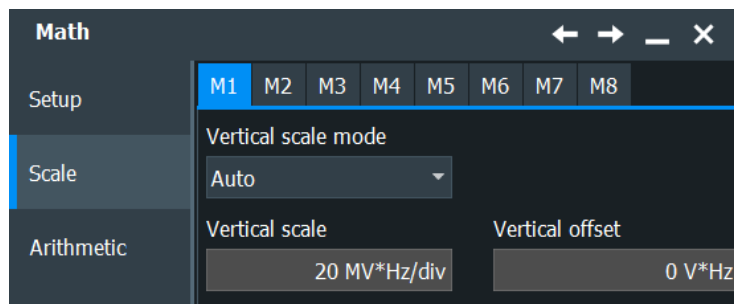 Math
Setup
Scale
Arithmetic
M1 M2 M3 M4 M5 M6 M7 M8
Vertical scale mode
Auto
Vertical scale Vertical offset
20 MV*Hz/div 0 V*Hz